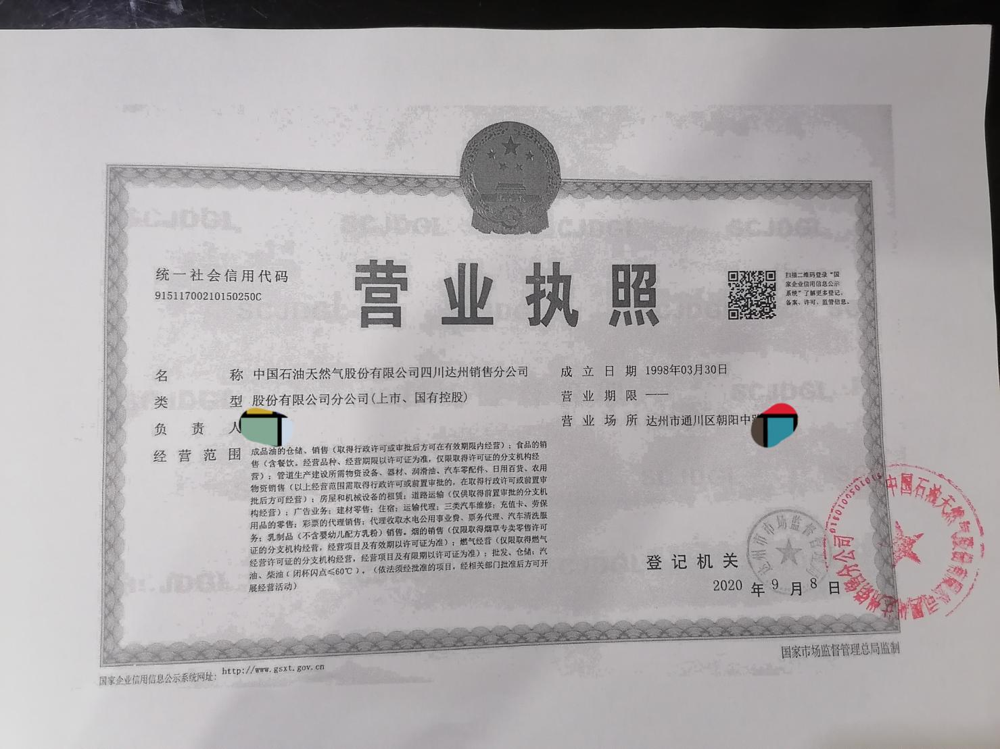 统一社会信用代码
91511700210150250C
营业执照
扫描二维码登录“国
家企业信用信息公示
系统”了解更多登记、
备案、许可、监管信息。
名称 中国石油天然气股份有限公司四川达州销售分公司
类型 股份有限公司分公司(上市、国有控股)
负责人
经营范围 成品油的仓储、销售（取得行政许可或审批后方可在有效期限内经营）；食品的销
售（含餐饮。经营品种、经营期限以许可证为准，仅限取得许可证的分支机构经
营）；管道生产建设所需物资设备、器材、润滑油、汽车零配件、日用百货、农用
物资销售（以上经营范围需取得行政许可或前置审批的，在取得行政许可或前置审
批后方可经营）；房屋和机械设备的租赁；道路运输（仅供取得前置审批的分支机
构经营）；广告业务；建材零售；住宿；运输代理；三类汽车维修；充值卡、劳保
用品的零售；彩票的代理销售；代理收取水电公用事业费、票务代理、汽车清洗服
务；乳制品（不含婴幼儿配方乳粉）销售。烟的销售（仅限取得烟草专卖零售许可
证的分支机构经营，经营项目及有效期以许可证为准）；燃气经营（仅限取得燃气
经营许可证的分支机构经营，经营项目及有限期以许可证为准）；批发、仓储：汽
油、柴油（闭杯闪点≤60℃）。（依法须经批准的项目，经相关部门批准后方可开
展经营活动）
成立日期 1998年03月30日
营业期限 ——
营业场所 达州市通川区朝阳中路
登记机关
2020 年 9 月 8 日
达州市市场监督管理局
中国石油天然气股份有限公司四川达州销售分公司
国家企业信用信息公示系统网址：http://www.gsxt.gov.cn
国家市场监督管理总局监制
SCJDGL